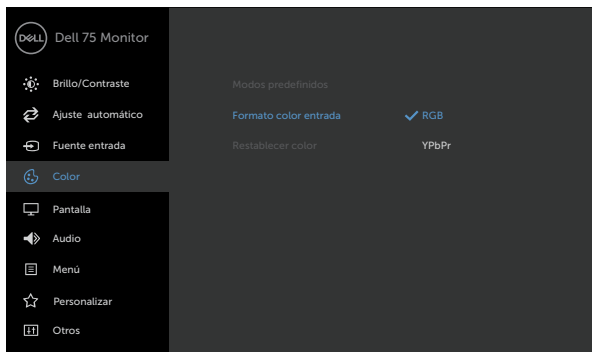 DELL Dell 75 Monitor
Brillo/Contraste
Modos predefinidos
Ajuste automático
Formato color entrada RGB
Fuente entrada
Restablecer color YPbPr
Color
Pantalla
Audio
Menú
Personalizar
Otros